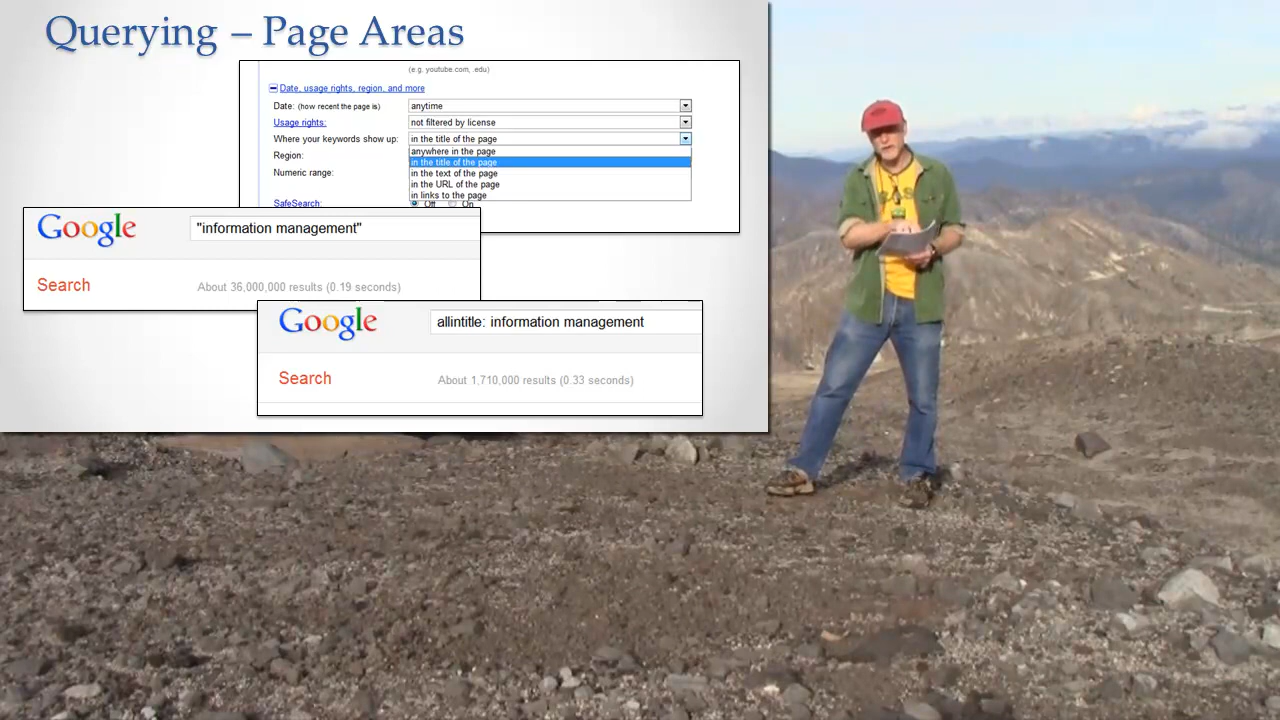 Querying – Page Areas
(e.g. youtube.com, .edu)
Date, usage rights, region, and more
Date: (how recent the page is) anytime
Usage rights: not filtered by license
Where your keywords show up: in the title of the page
anywhere in the page
Region: in the title of the page
Numeric range: in the text of the page
in the URL of the page
in links to the page
SafeSearch: Off On
Google "information management"
Search About 36,000,000 results (0.19 seconds)
Google allintitle: information management
Search About 1,710,000 results (0.33 seconds)